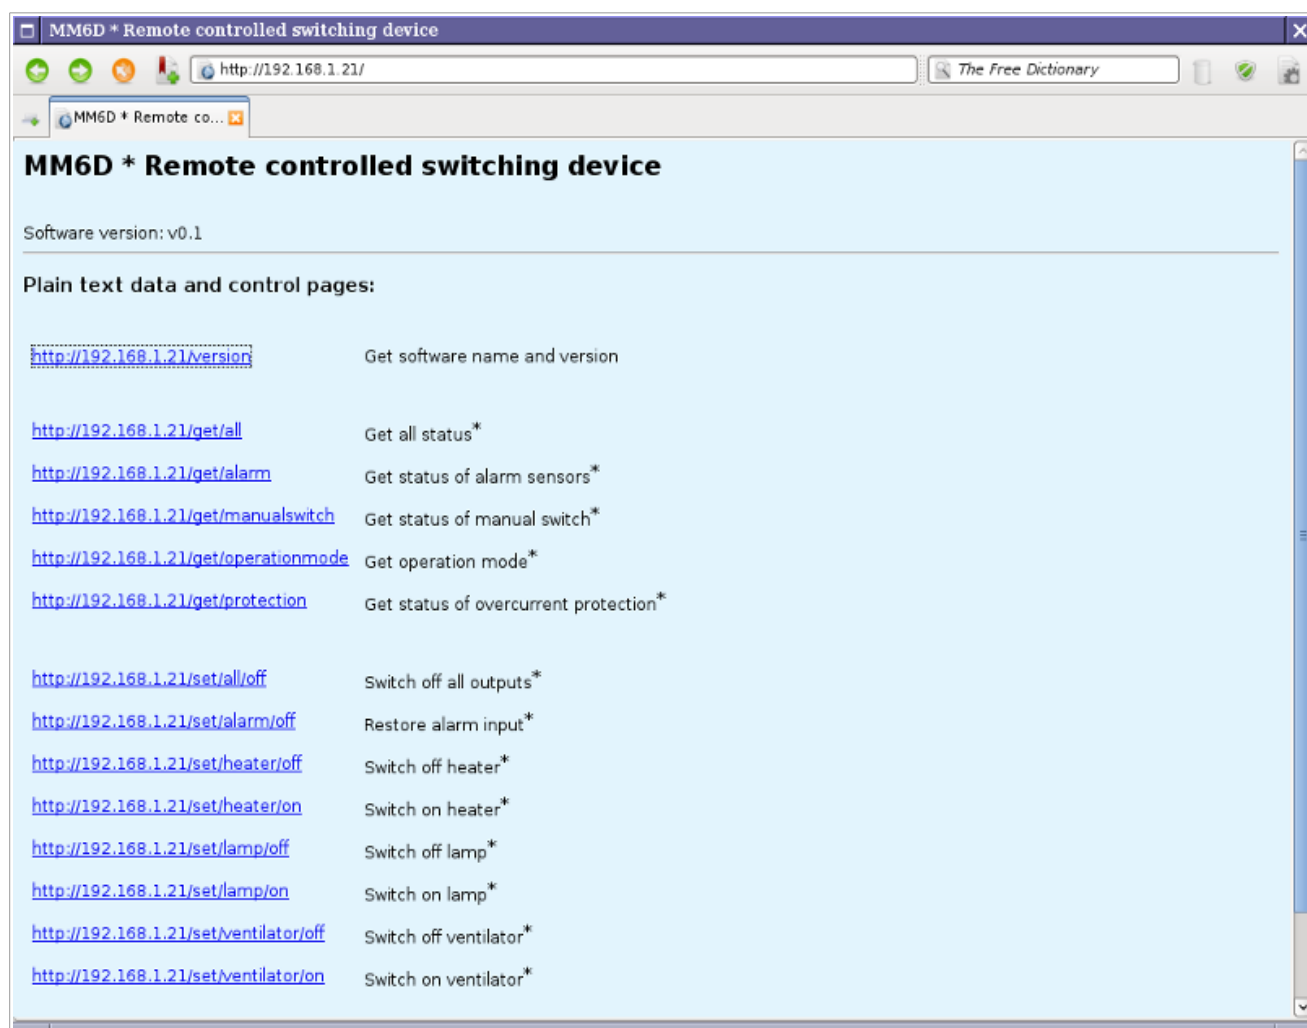 MM6D * Remote controlled switching device
http://192.168.1.21/
The Free Dictionary
MM6D * Remote co...
MM6D * Remote controlled switching device
Software version: v0.1
Plain text data and control pages:
http://192.168.1.21/version Get software name and version
http://192.168.1.21/get/all Get all status*
http://192.168.1.21/get/alarm Get status of alarm sensors*
http://192.168.1.21/get/manualswitch Get status of manual switch*
http://192.168.1.21/get/operationmode Get operation mode*
http://192.168.1.21/get/protection Get status of overcurrent protection*
http://192.168.1.21/set/all/off Switch off all outputs*
http://192.168.1.21/set/alarm/off Restore alarm input*
http://192.168.1.21/set/heater/off Switch off heater*
http://192.168.1.21/set/heater/on Switch on heater*
http://192.168.1.21/set/lamp/off Switch off lamp*
http://192.168.1.21/set/lamp/on Switch on lamp*
http://192.168.1.21/set/ventilator/off Switch off ventilator*
http://192.168.1.21/set/ventilator/on Switch on ventilator*